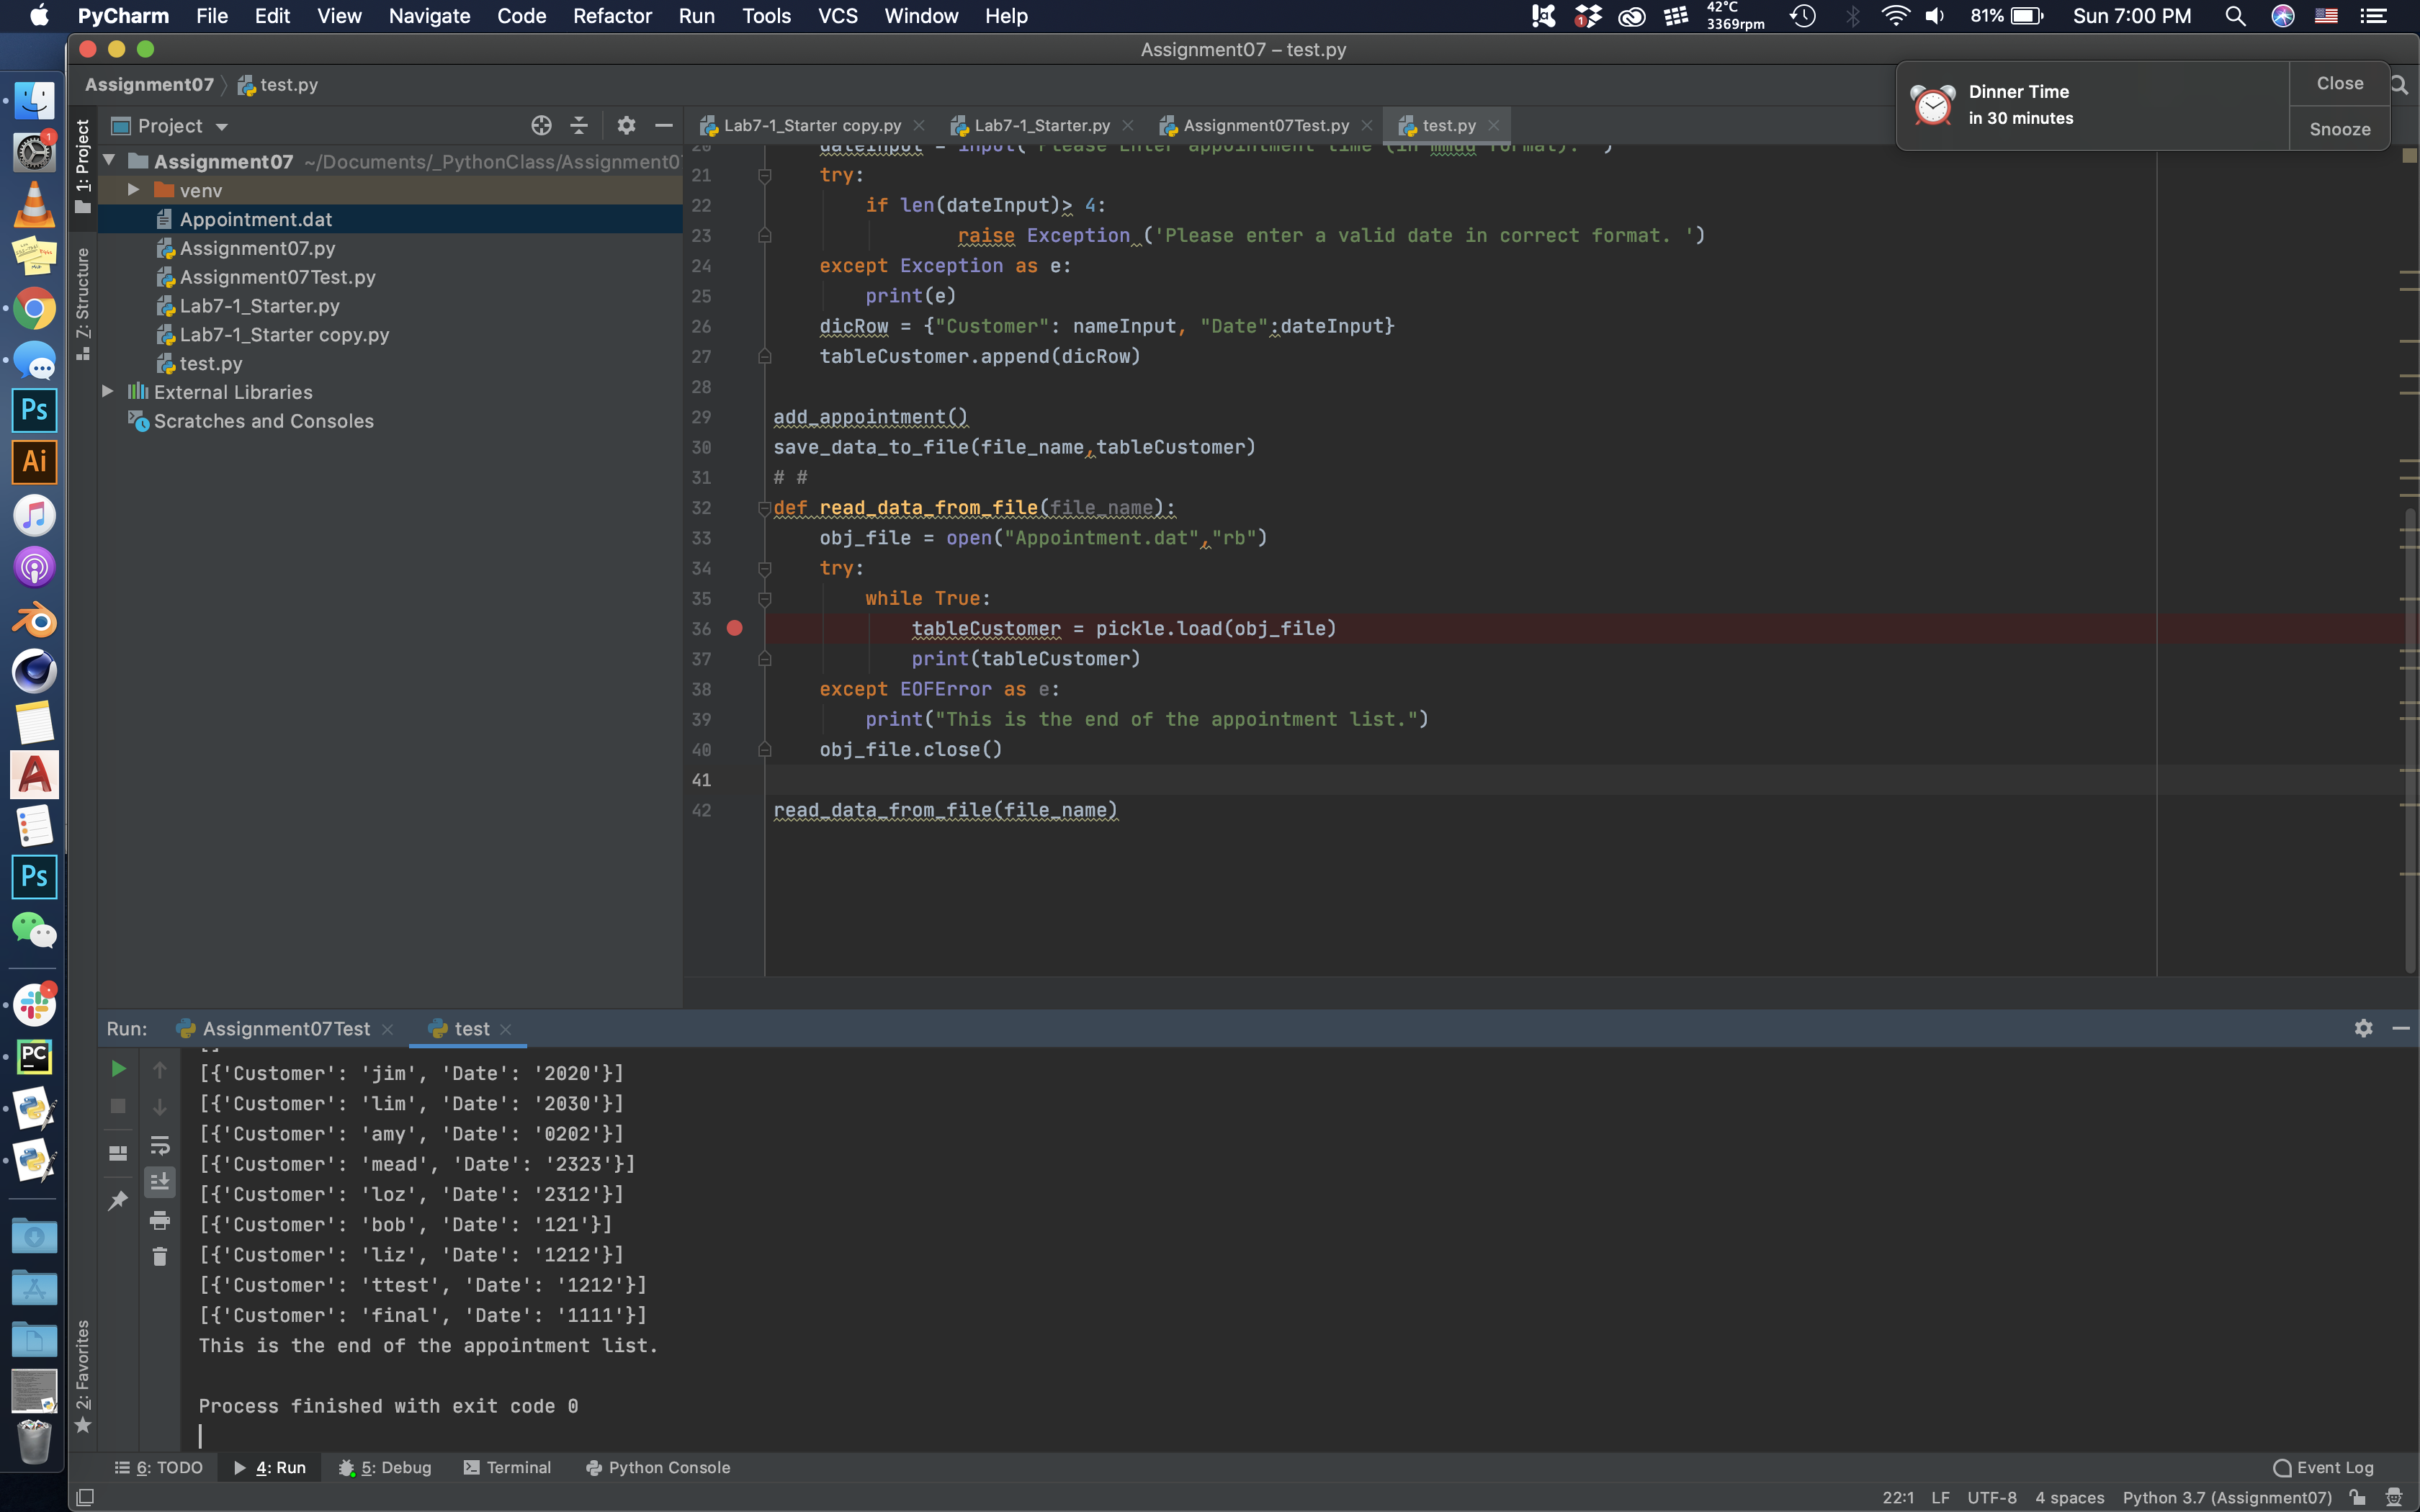 PyCharm File Edit View Navigate Code Refactor Run Tools VCS Window Help 1 42°C 3369rpm 81% Sun 7:00 PM
Assignment07 – test.py
Assignment07 test.py
Dinner Time
in 30 minutes
Close
Snooze
Project
Lab7-1_Starter copy.py Lab7-1_Starter.py Assignment07Test.py test.py
1: Project
Z: Structure
2: Favorites
Assignment07 ~/Documents/_PythonClass/Assignment0
venv
Appointment.dat
Assignment07.py
Assignment07Test.py
Lab7-1_Starter.py
Lab7-1_Starter copy.py
test.py
External Libraries
Scratches and Consoles
1
Ps
Ai
Ps
PC
20 dateInput = input("Please Enter appointment time (in mmdd format): ")
21 try:
22 if len(dateInput)> 4:
23 raise Exception ('Please enter a valid date in correct format. ')
24 except Exception as e:
25 print(e)
26 dicRow = {"Customer": nameInput, "Date":dateInput}
27 tableCustomer.append(dicRow)
28
29 add_appointment()
30 save_data_to_file(file_name,tableCustomer)
31 # #
32 def read_data_from_file(file_name):
33 obj_file = open("Appointment.dat","rb")
34 try:
35 while True:
36 tableCustomer = pickle.load(obj_file)
37 print(tableCustomer)
38 except EOFError as e:
39 print("This is the end of the appointment list.")
40 obj_file.close()
41
42 read_data_from_file(file_name)
Run: Assignment07Test test
[{'Customer': 'jim', 'Date': '2020'}]
[{'Customer': 'lim', 'Date': '2030'}]
[{'Customer': 'amy', 'Date': '0202'}]
[{'Customer': 'mead', 'Date': '2323'}]
[{'Customer': 'loz', 'Date': '2312'}]
[{'Customer': 'bob', 'Date': '121'}]
[{'Customer': 'liz', 'Date': '1212'}]
[{'Customer': 'ttest', 'Date': '1212'}]
[{'Customer': 'final', 'Date': '1111'}]
This is the end of the appointment list.
Process finished with exit code 0
6: TODO 4: Run 5: Debug Terminal Python Console Event Log
22:1 LF UTF-8 4 spaces Python 3.7 (Assignment07)